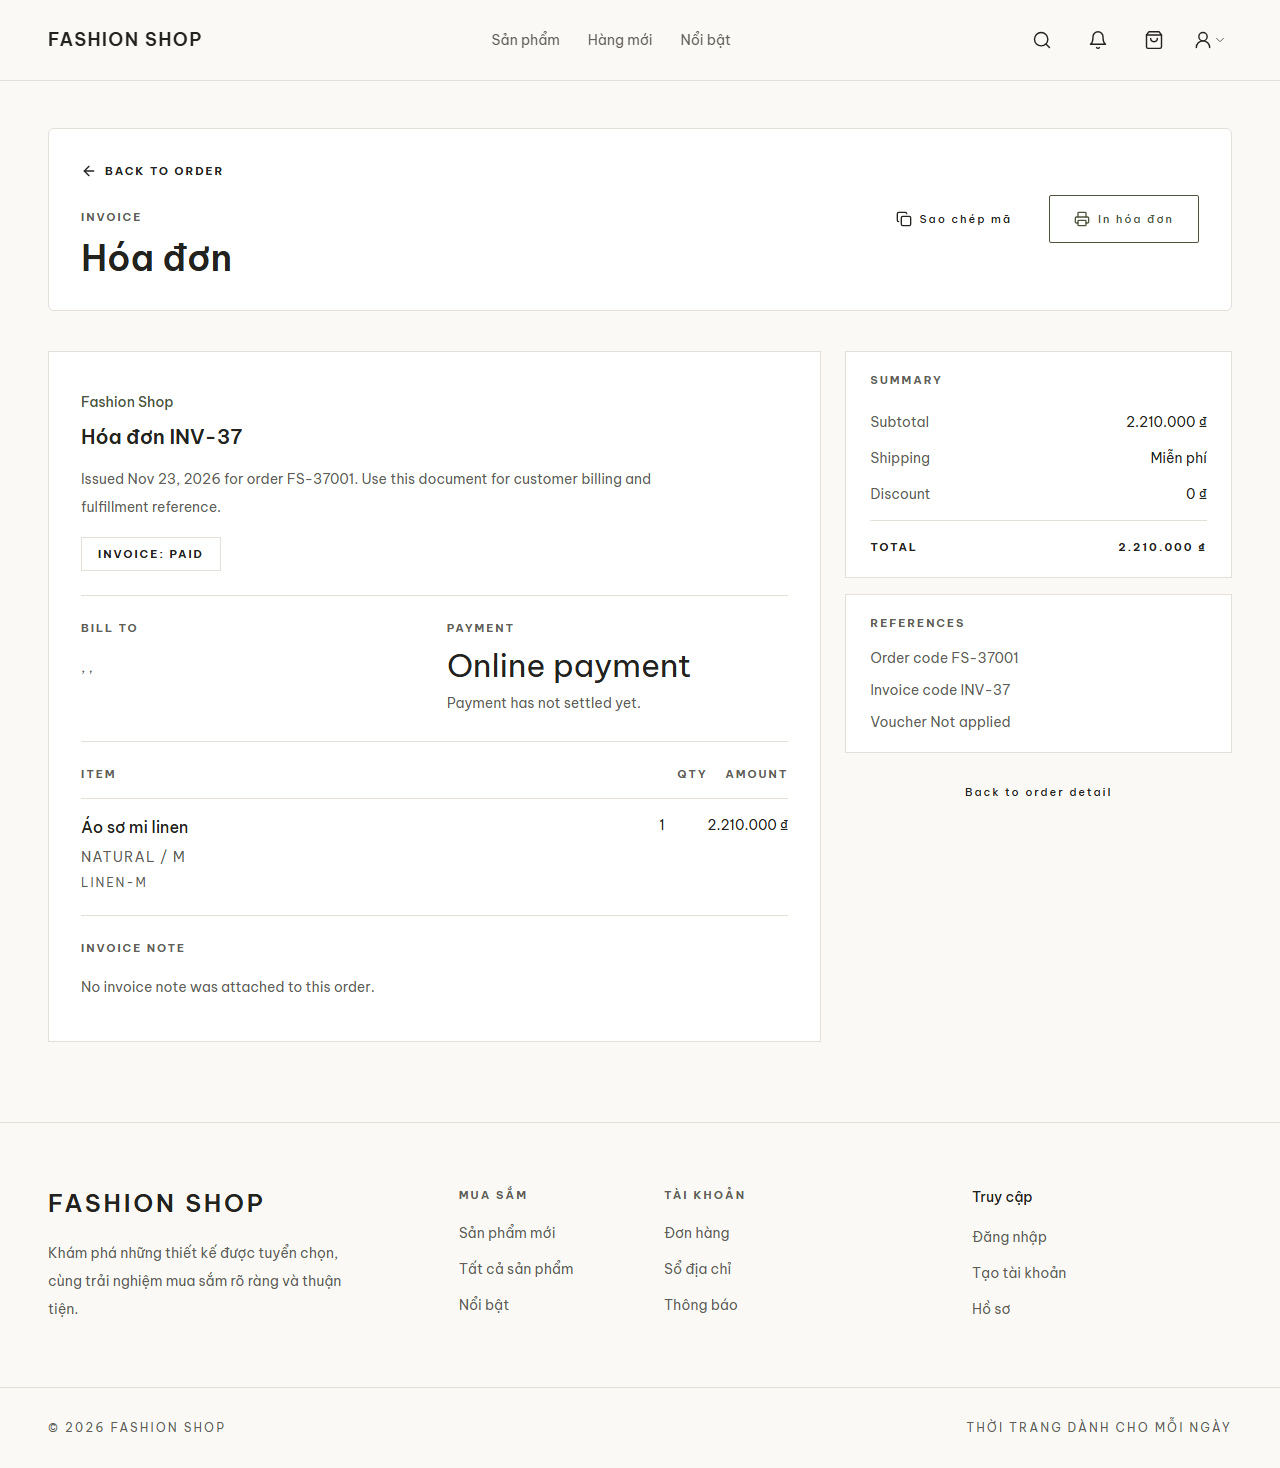 FASHION SHOP
Sản phẩm
Hàng mới
Nổi bật
BACK TO ORDER
INVOICE
Hóa đơn
Sao chép mã
In hóa đơn
Fashion Shop
Hóa đơn INV-37
Issued Nov 23, 2026 for order FS-37001. Use this document for customer billing and
fulfillment reference.
INVOICE: PAID
BILL TO
, ,
PAYMENT
Online payment
Payment has not settled yet.
ITEM QTY AMOUNT
Áo sơ mi linen 1 2.210.000 ₫
NATURAL / M
LINEN-M
INVOICE NOTE
No invoice note was attached to this order.
SUMMARY
Subtotal 2.210.000 ₫
Shipping Miễn phí
Discount 0 ₫
TOTAL 2.210.000 ₫
REFERENCES
Order code FS-37001
Invoice code INV-37
Voucher Not applied
Back to order detail
FASHION SHOP
Khám phá những thiết kế được tuyển chọn,
cùng trải nghiệm mua sắm rõ ràng và thuận
tiện.
MUA SẮM
Sản phẩm mới
Tất cả sản phẩm
Nổi bật
TÀI KHOẢN
Đơn hàng
Sổ địa chỉ
Thông báo
Truy cập
Đăng nhập
Tạo tài khoản
Hồ sơ
© 2026 FASHION SHOP
THỜI TRANG DÀNH CHO MỖI NGÀY